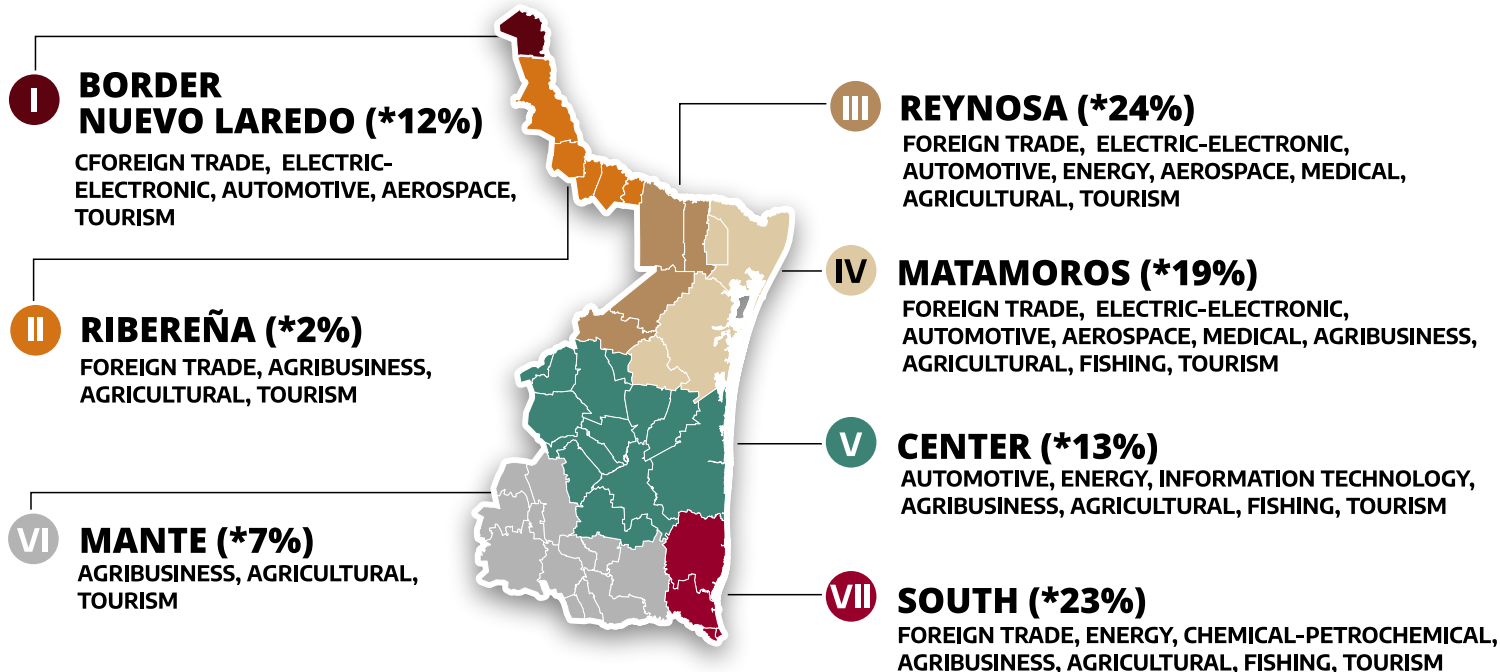 I
BORDER
NUEVO LAREDO (*12%)
CFOREIGN TRADE, ELECTRIC-
ELECTRONIC, AUTOMOTIVE, AEROSPACE,
TOURISM
II
RIBEREÑA (*2%)
FOREIGN TRADE, AGRIBUSINESS,
AGRICULTURAL, TOURISM
VI
MANTE (*7%)
AGRIBUSINESS, AGRICULTURAL,
TOURISM
III
REYNOSA (*24%)
FOREIGN TRADE, ELECTRIC-ELECTRONIC,
AUTOMOTIVE, ENERGY, AEROSPACE, MEDICAL,
AGRICULTURAL, TOURISM
IV
MATAMOROS (*19%)
FOREIGN TRADE, ELECTRIC-ELECTRONIC,
AUTOMOTIVE, AEROSPACE, MEDICAL, AGRIBUSINESS,
AGRICULTURAL, FISHING, TOURISM
V
CENTER (*13%)
AUTOMOTIVE, ENERGY, INFORMATION TECHNOLOGY,
AGRIBUSINESS, AGRICULTURAL, FISHING, TOURISM
VII
SOUTH (*23%)
FOREIGN TRADE, ENERGY, CHEMICAL-PETROCHEMICAL,
AGRIBUSINESS, AGRICULTURAL, FISHING, TOURISM